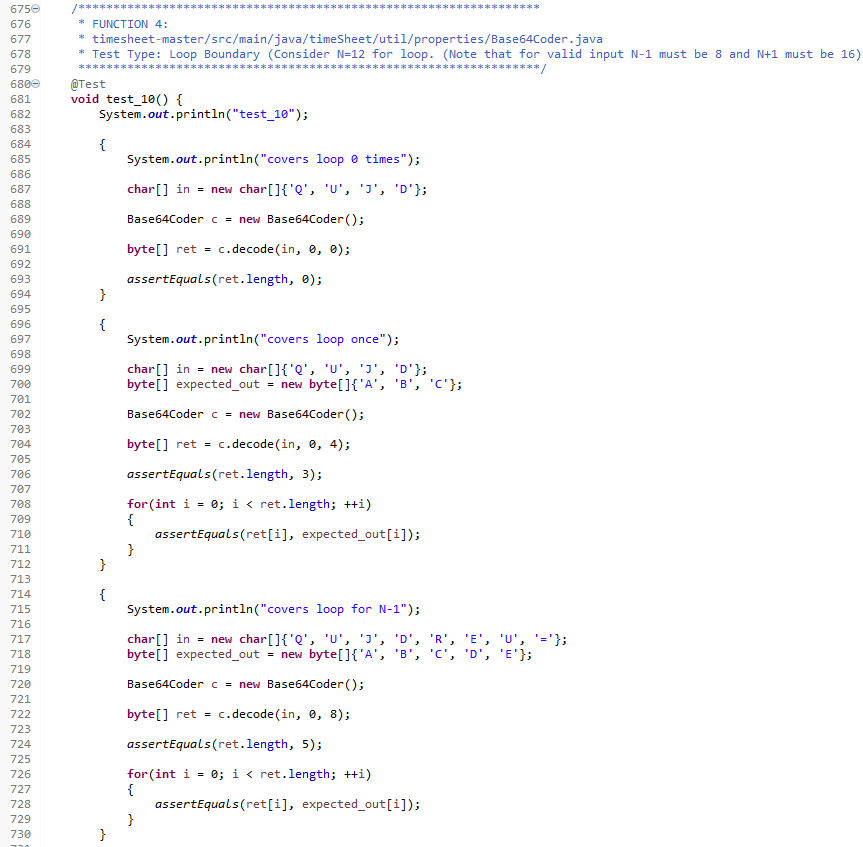 675 /******************************************************************
676  * FUNCTION 4:
677  * timesheet-master/src/main/java/timeSheet/util/properties/Base64Coder.java
678  * Test Type: Loop Boundary (Consider N=12 for loop. (Note that for valid input N-1 must be 8 and N+1 must be 16)
679  ******************************************************************/
680 @Test
681 void test_10() {
682     System.out.println("test_10");
683
684     {
685         System.out.println("covers loop 0 times");
686
687         char[] in = new char[]{'Q', 'U', 'J', 'D'};
688
689         Base64Coder c = new Base64Coder();
690
691         byte[] ret = c.decode(in, 0, 0);
692
693         assertEquals(ret.length, 0);
694     }
695
696     {
697         System.out.println("covers loop once");
698
699         char[] in = new char[]{'Q', 'U', 'J', 'D'};
700         byte[] expected_out = new byte[]{'A', 'B', 'C'};
701
702         Base64Coder c = new Base64Coder();
703
704         byte[] ret = c.decode(in, 0, 4);
705
706         assertEquals(ret.length, 3);
707
708         for(int i = 0; i < ret.length; ++i)
709         {
710             assertEquals(ret[i], expected_out[i]);
711         }
712     }
713
714     {
715         System.out.println("covers loop for N-1");
716
717         char[] in = new char[]{'Q', 'U', 'J', 'D', 'R', 'E', 'U', '='};
718         byte[] expected_out = new byte[]{'A', 'B', 'C', 'D', 'E'};
719
720         Base64Coder c = new Base64Coder();
721
722         byte[] ret = c.decode(in, 0, 8);
723
724         assertEquals(ret.length, 5);
725
726         for(int i = 0; i < ret.length; ++i)
727         {
728             assertEquals(ret[i], expected_out[i]);
729         }
730     }